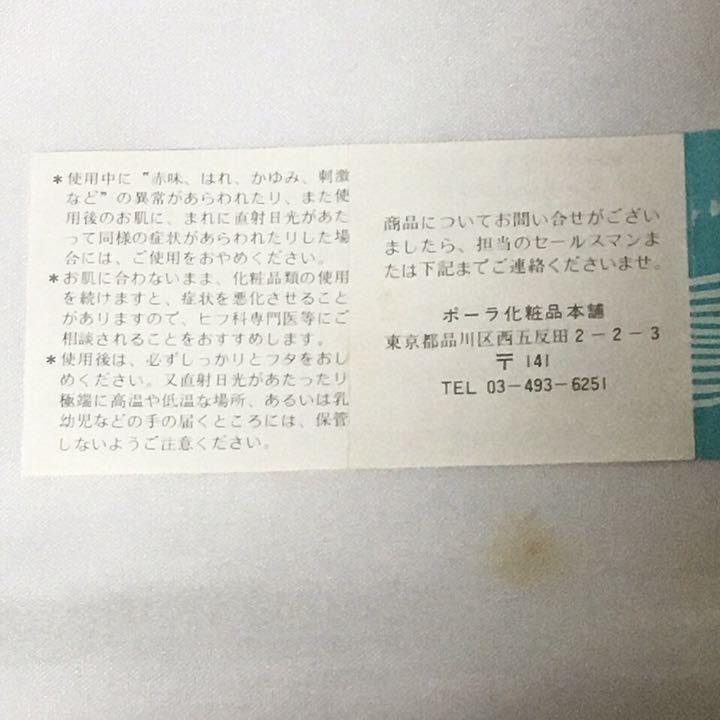 *使用中に“赤味、はれ、かゆみ、刺激
など”の異常があらわれたり、また使
用後のお肌に、まれに直射日光があた
って同様の症状があらわれたりした場
合には、ご使用をおやめください。
*お肌に合わないまま、化粧品類の使用
を続けますと、症状を悪化させること
がありますので、ヒフ科専門医等にご
相談されることをおすすめします。
*使用後は、必ずしっかりとフタをおし
めください。又直射日光があたったり
極端に高温や低温な場所、あるいは乳
幼児などの手の届くところには、保管
しないようご注意ください。
商品についてお問い合せがござい
ましたら、担当のセールスマンま
たは下記までご連絡くださいませ。
ポーラ化粧品本舗
東京都品川区西五反田2-2-3
〒 141
TEL 03-493-6251